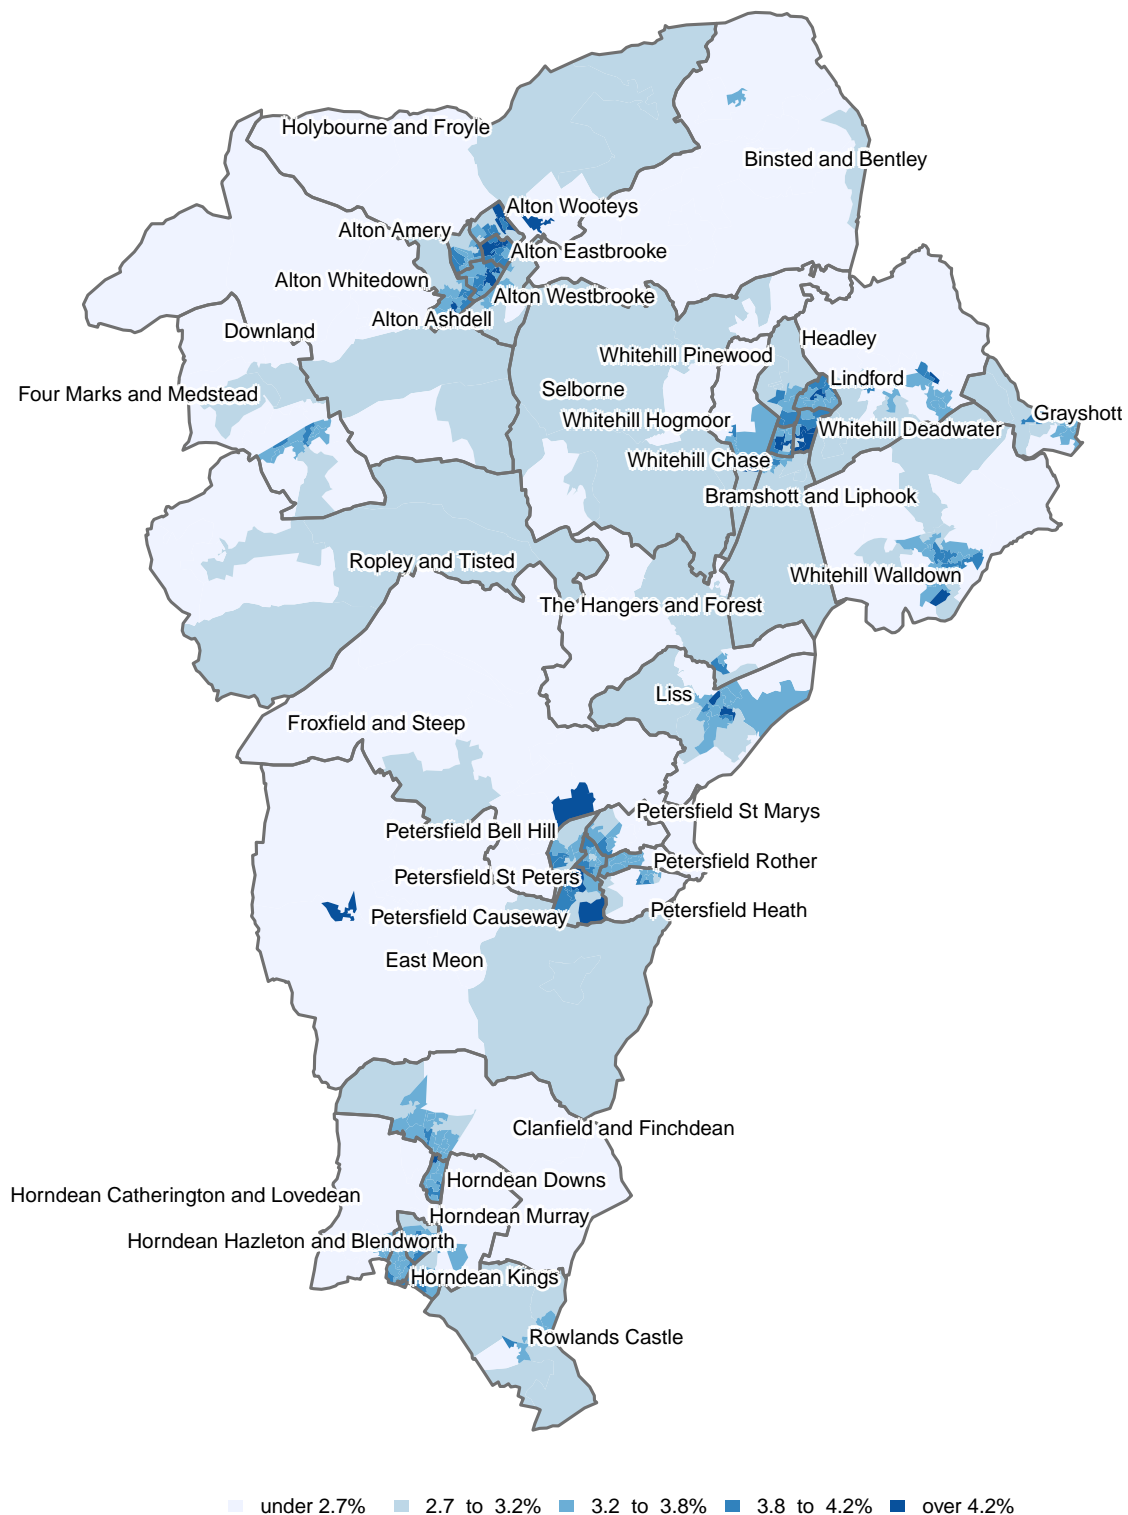 Holybourne and Froyle
Binsted and Bentley
Alton Wooteys
Alton Amery
Alton Eastbrooke
Alton Whitedown
Alton Westbrooke
Alton Ashdell
Downland
Headley
Whitehill Pinewood
Lindford
Selborne
Four Marks and Medstead
Grayshott
Whitehill Hogmoor
Whitehill Deadwater
Whitehill Chase
Bramshott and Liphook
Ropley and Tisted
Whitehill Walldown
The Hangers and Forest
Liss
Froxfield and Steep
Petersfield St Marys
Petersfield Bell Hill
Petersfield Rother
Petersfield St Peters
Petersfield Heath
Petersfield Causeway
East Meon
Clanfield and Finchdean
Horndean Downs
Horndean Catherington and Lovedean
Horndean Murray
Horndean Hazleton and Blendworth
Horndean Kings
Rowlands Castle
under 2.7% 2.7 to 3.2% 3.2 to 3.8% 3.8 to 4.2% over 4.2%